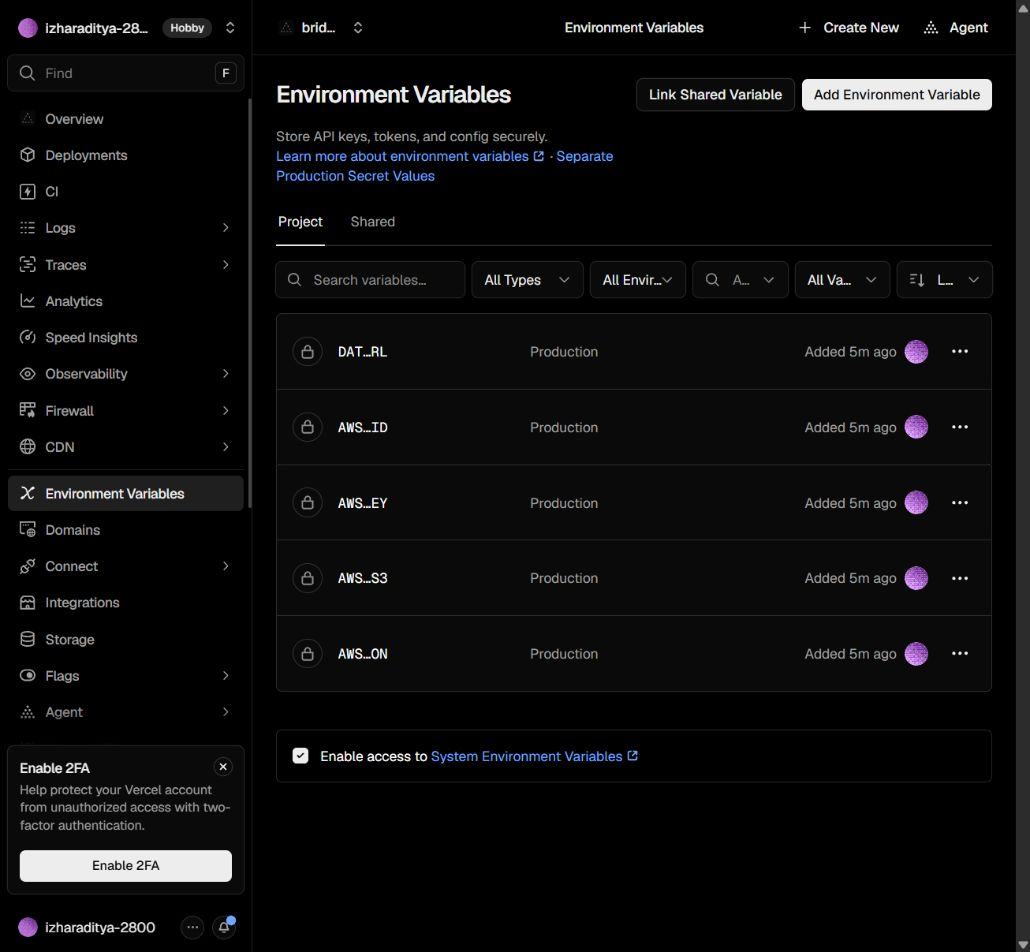 izharaditya-28... Hobby
Find F
Overview
Deployments
CI
Logs
Traces
Analytics
Speed Insights
Observability
Firewall
CDN
Environment Variables
Domains
Connect
Integrations
Storage
Flags
Agent
Enable 2FA
Help protect your Vercel account
from unauthorized access with two-
factor authentication.
Enable 2FA
izharaditya-2800
brid... Environment Variables Create New Agent
Environment Variables Link Shared Variable Add Environment Variable
Store API keys, tokens, and config securely.
Learn more about environment variables · Separate
Production Secret Values
Project Shared
Search variables... All Types All Envir... A... All Va... L...
DAT...RL Production Added 5m ago
AWS...ID Production Added 5m ago
AWS...EY Production Added 5m ago
AWS...S3 Production Added 5m ago
AWS...ON Production Added 5m ago
Enable access to System Environment Variables